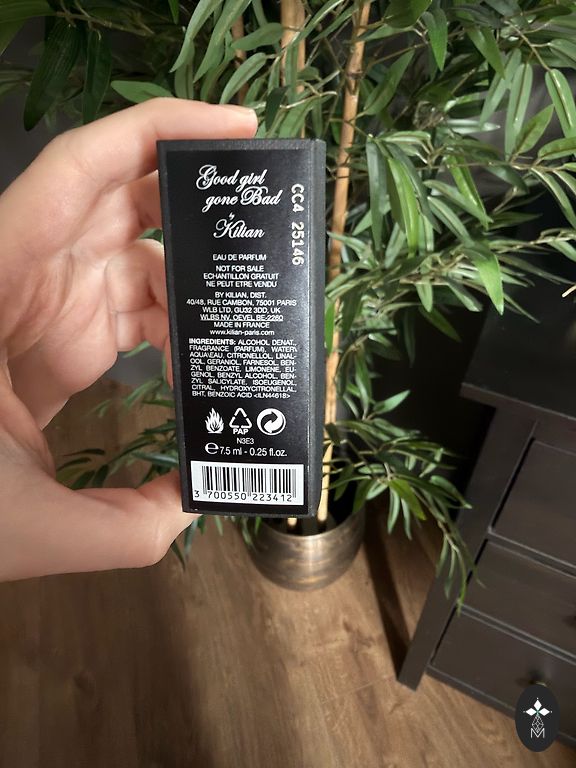 Good girl
gone Bad
by
Kilian
CC4 25146
EAU DE PARFUM
NOT FOR SALE
ECHANTILLON GRATUIT
NE PEUT ETRE VENDU
BY KILIAN, DIST.
40/48, RUE CAMBON, 75001 PARIS
WLB LTD, GU32 3DD, UK
WLBS NV, OEVEL BE-2260
MADE IN FRANCE
www.kilian-paris.com
INGREDIENTS: ALCOHOL DENAT.,
FRAGRANCE (PARFUM), WATER\
AQUA\EAU, CITRONELLOL, LINAL-
OOL, GERANIOL, FARNESOL, BEN-
ZYL BENZOATE, LIMONENE, EU-
GENOL, BENZYL ALCOHOL, BEN-
ZYL SALICYLATE, ISOEUGENOL,
CITRAL, HYDROXYCITRONELLAL,
BHT, BENZOIC ACID <ILN44618>
PAP
N3E3
e 7.5 ml - 0.25 fl.oz.
3 700550 223412
M